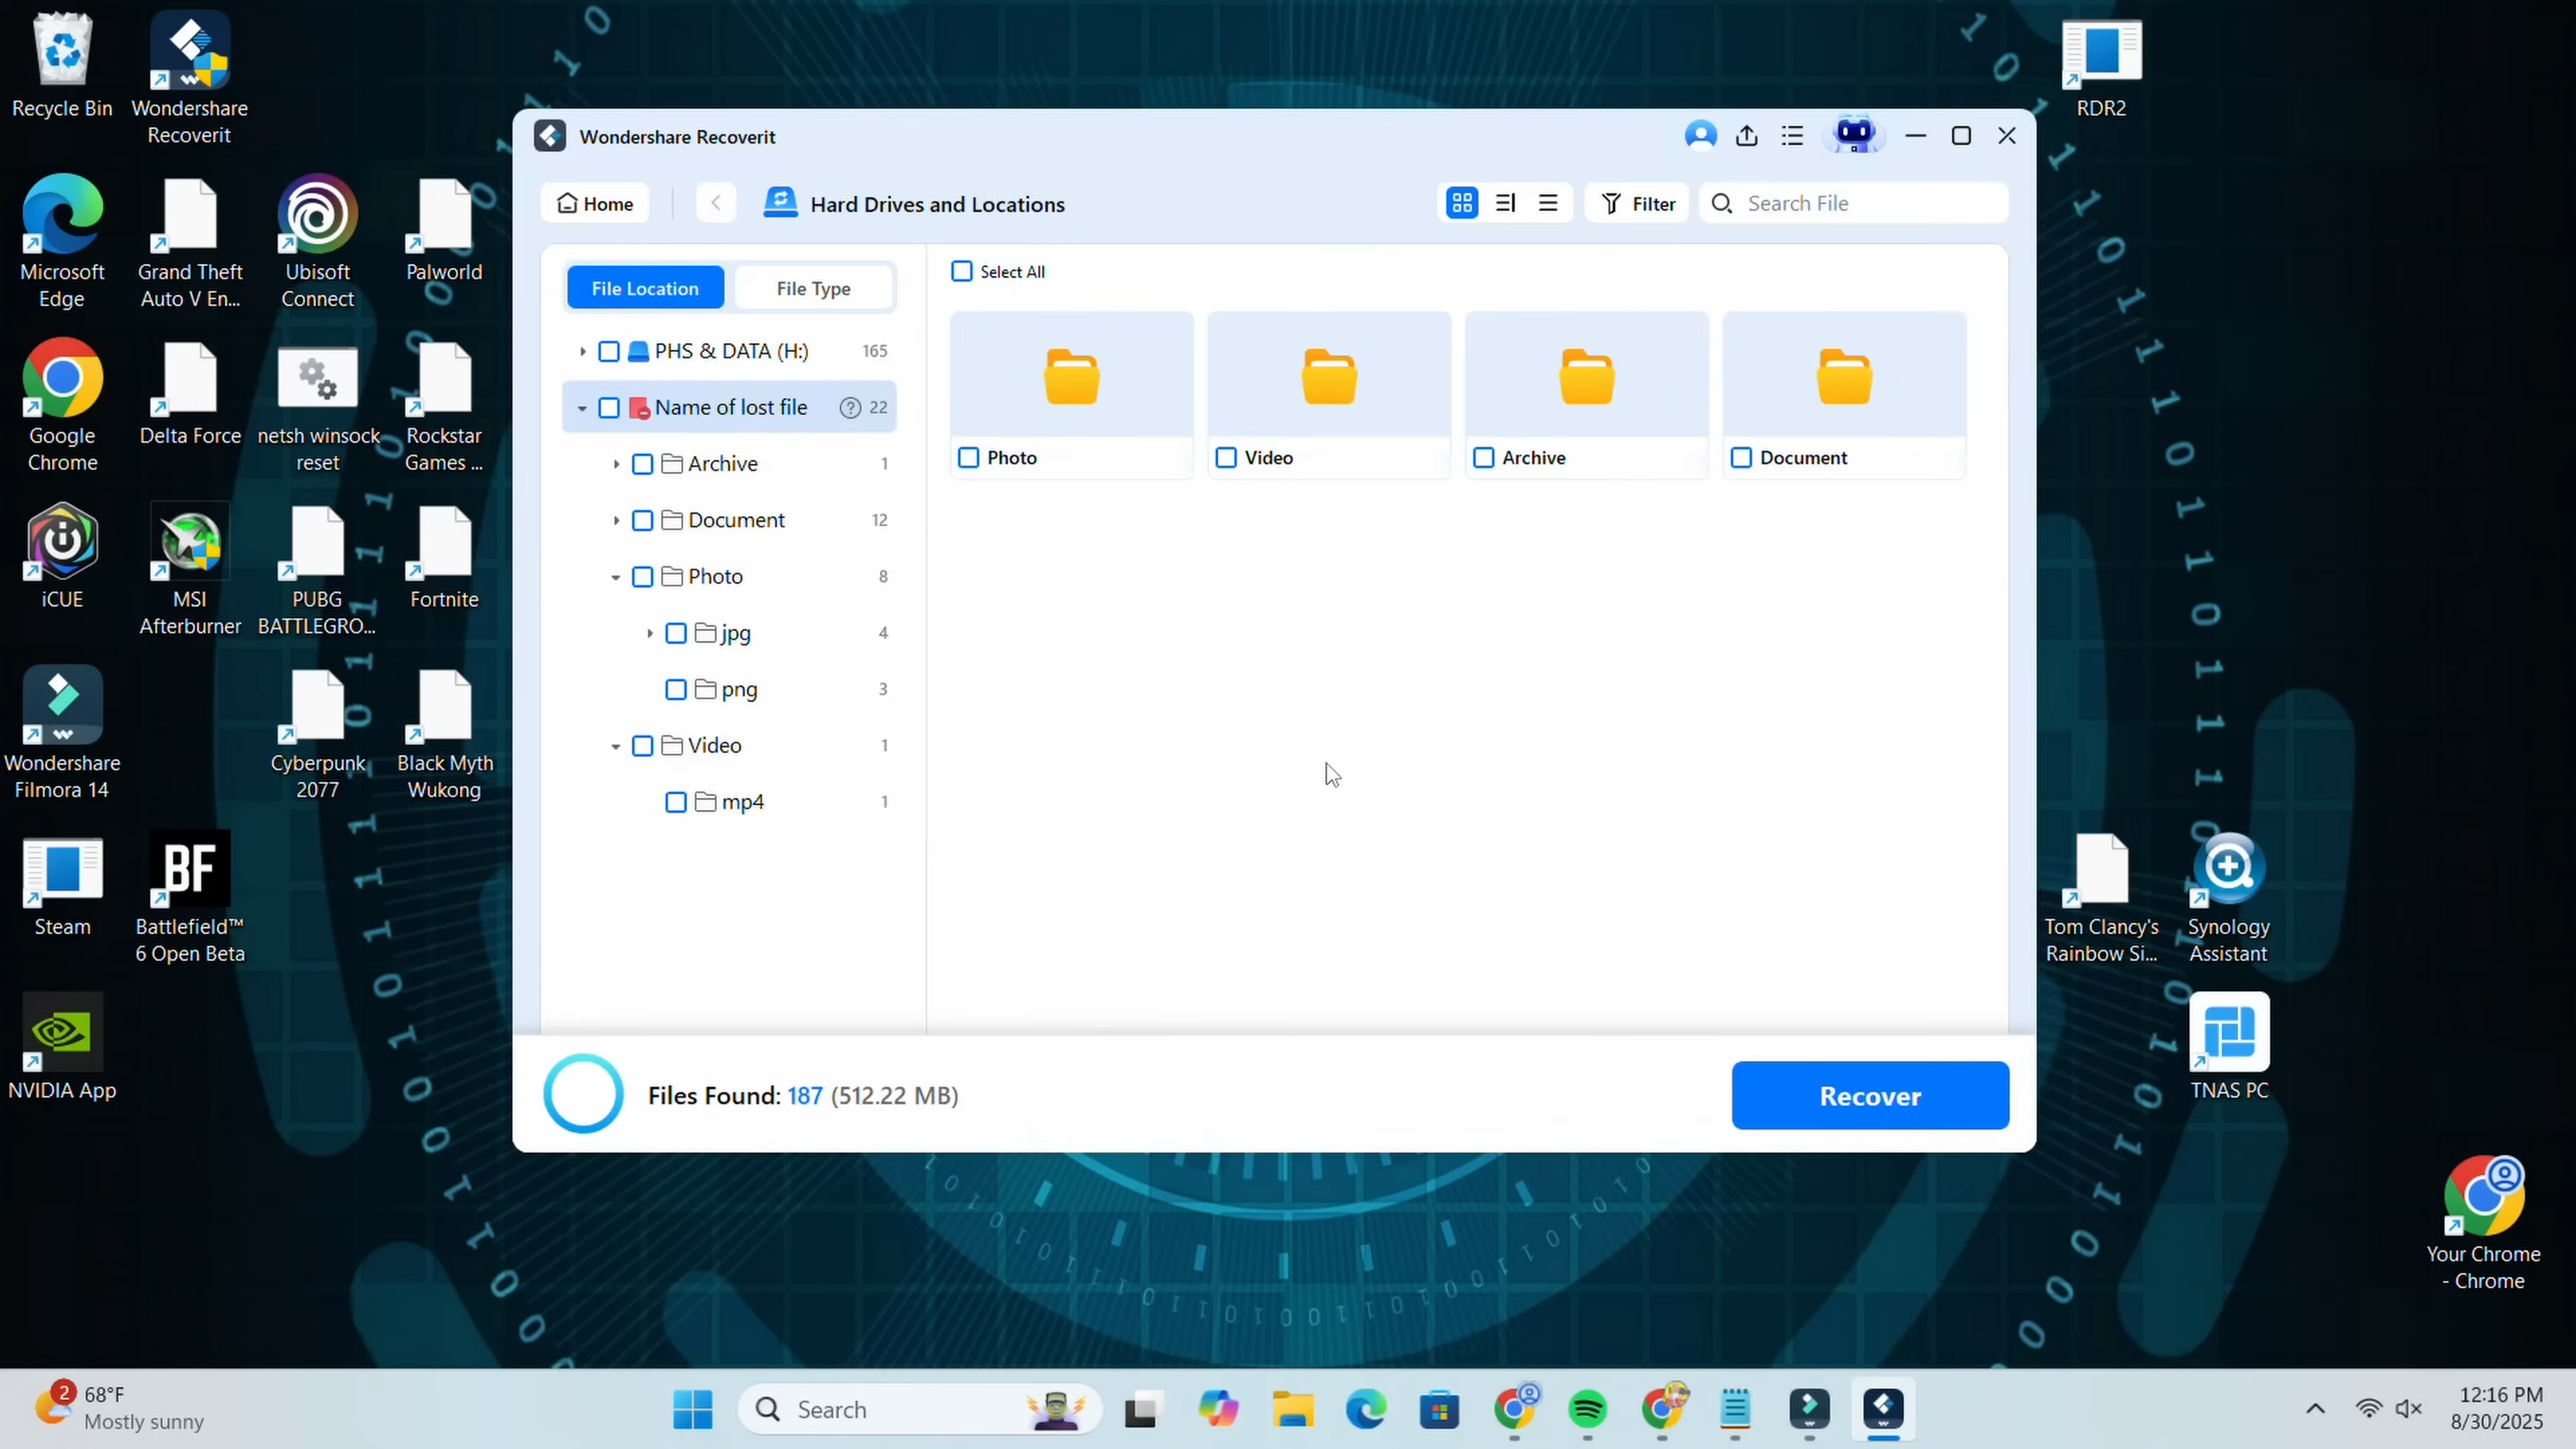 Recycle Bin
Wondershare
Recoverit
Microsoft
Edge
Grand Theft
Auto V En...
Ubisoft
Connect
Palworld
Google
Chrome
Delta Force
netsh winsock
reset
Rockstar
Games ...
iCUE
MSI
Afterburner
PUBG
BATTLEGRO...
Fortnite
Wondershare
Filmora 14
Cyberpunk
2077
Black Myth
Wukong
Steam
BF
Battlefield™
6 Open Beta
NVIDIA App
Wondershare Recoverit
Home
Hard Drives and Locations
Filter
Search File
File Location
File Type
PHS & DATA (H:) 165
Name of lost file ? 22
Archive 1
Document 12
Photo 8
jpg 4
png 3
Video 1
mp4 1
Select All
Photo
Video
Archive
Document
Files Found: 187 (512.22 MB)
Recover
RDR2
Tom Clancy's
Rainbow Si...
Synology
Assistant
TNAS PC
Your Chrome
- Chrome
2
68°F
Mostly sunny
Search
12:16 PM
8/30/2025